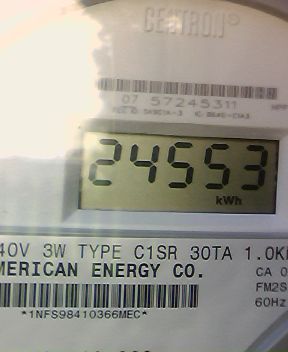 CENTRON®
07 57245311
24553
kWh
40V 3W TYPE C1SR 30TA 1.0K
MERICAN ENERGY CO.
CA 0
FM2S
60Hz
*1NFS98410366MEC*